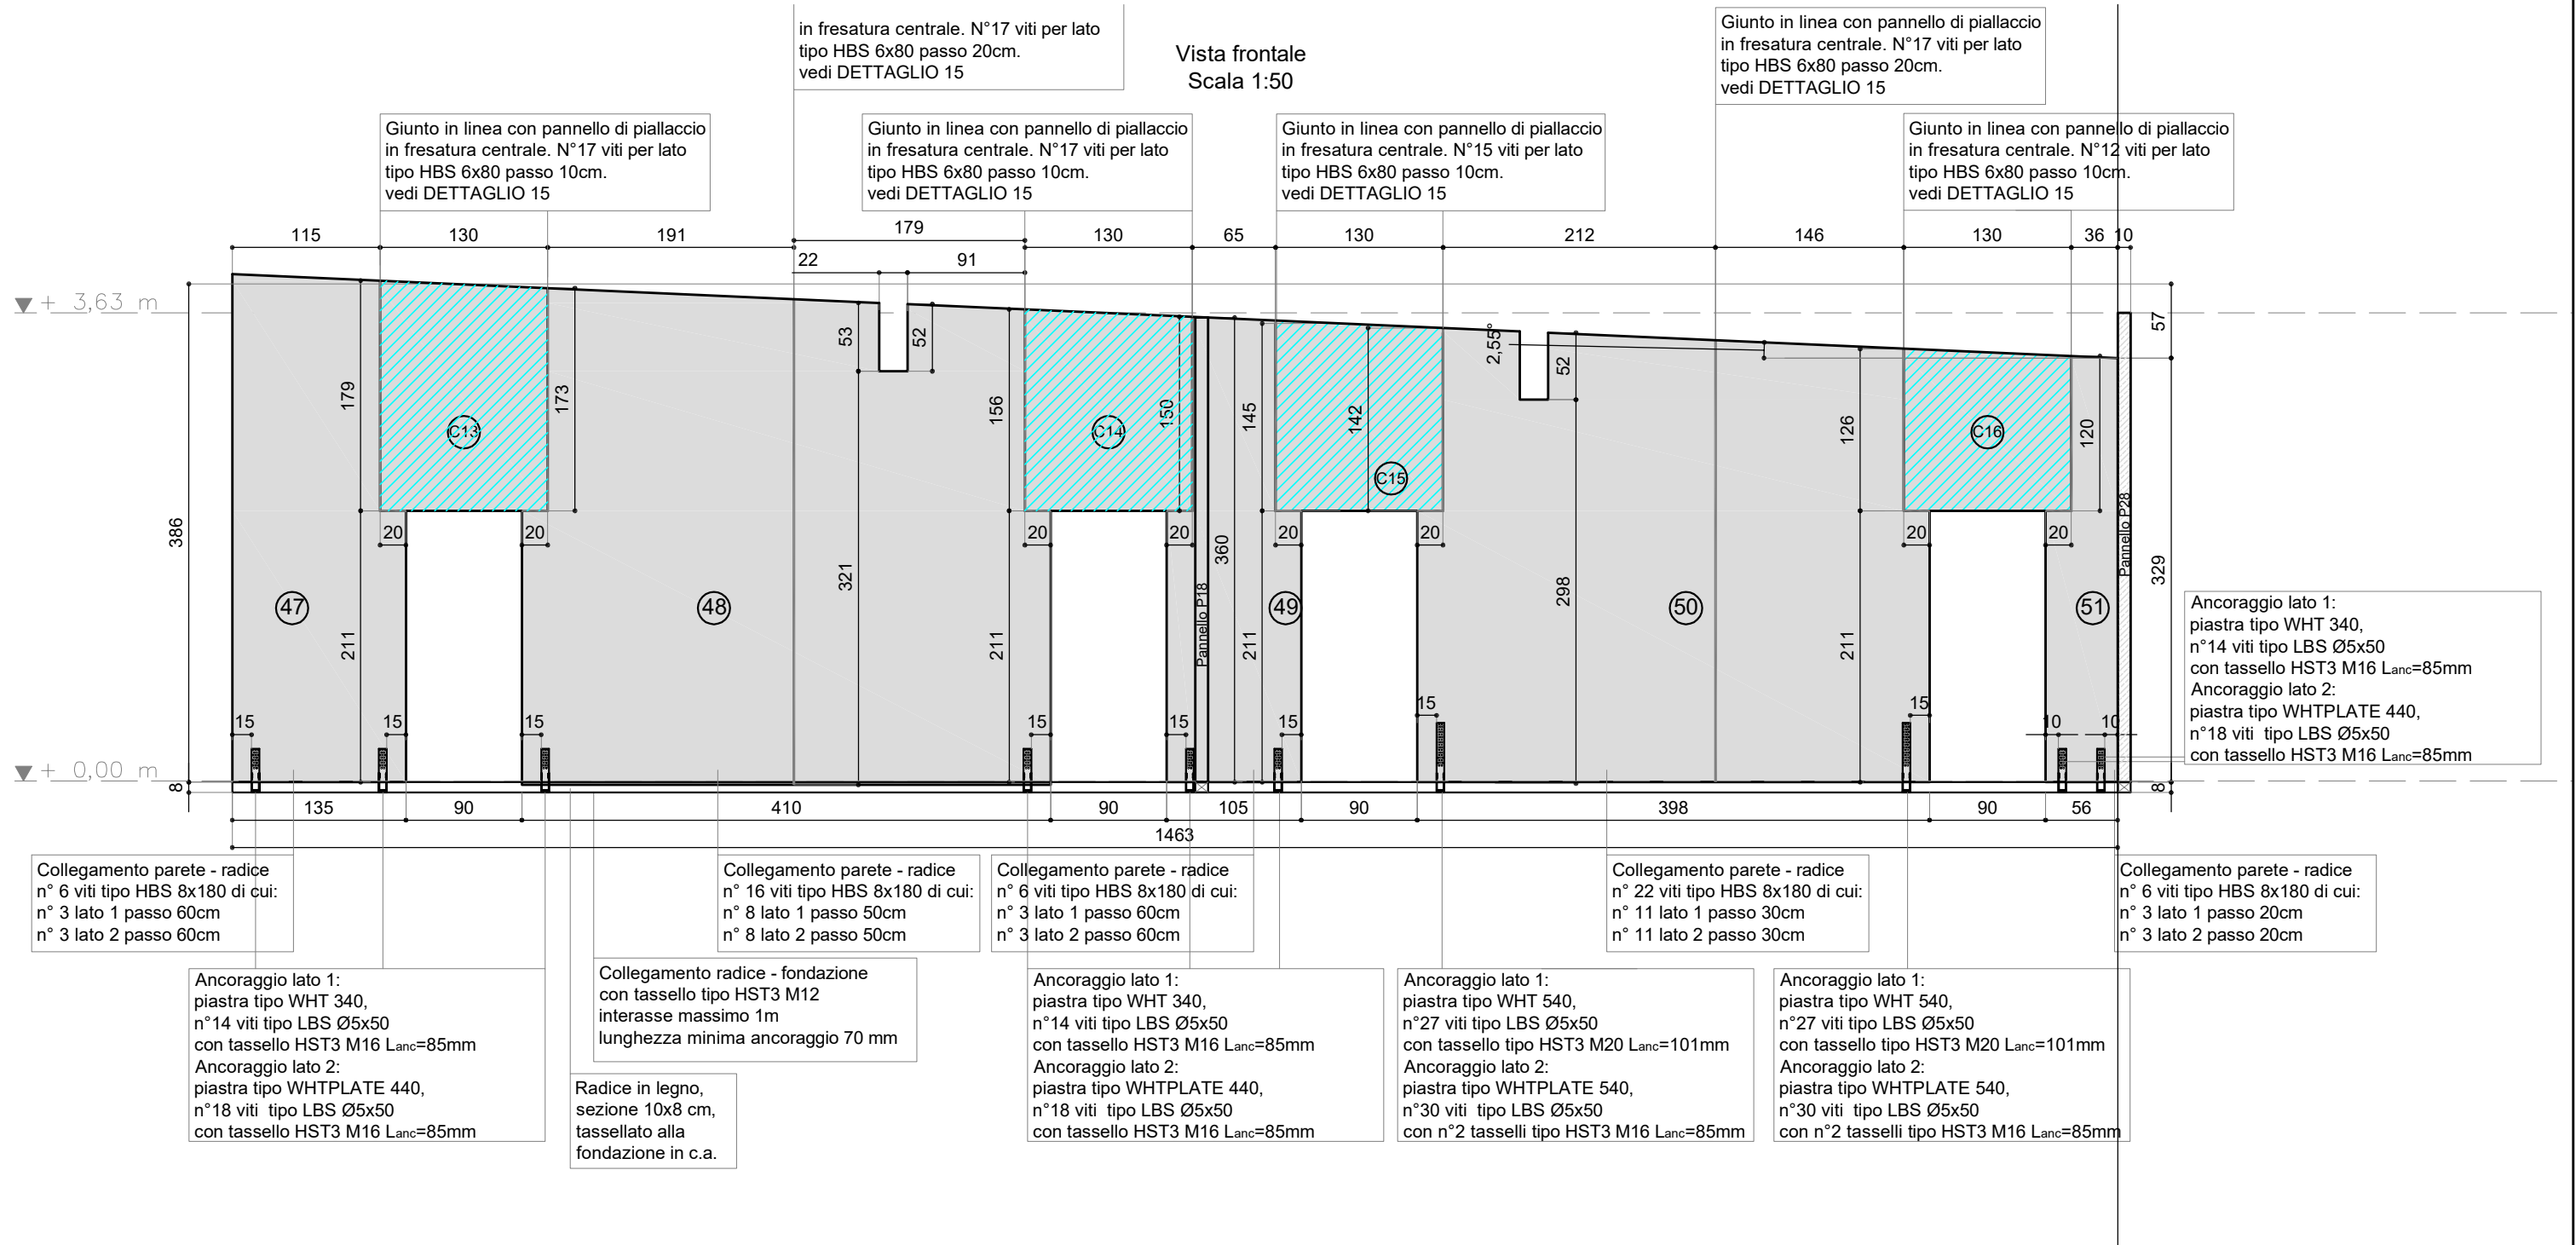 in fresatura centrale. N°17 viti per lato
tipo HBS 6x80 passo 20cm.
vedi DETTAGLIO 15
Vista frontale
Scala 1:50
Giunto in linea con pannello di piallaccio
in fresatura centrale. N°17 viti per lato
tipo HBS 6x80 passo 20cm.
vedi DETTAGLIO 15
Giunto in linea con pannello di piallaccio
in fresatura centrale. N°17 viti per lato
tipo HBS 6x80 passo 10cm.
vedi DETTAGLIO 15
Giunto in linea con pannello di piallaccio
in fresatura centrale. N°17 viti per lato
tipo HBS 6x80 passo 10cm.
vedi DETTAGLIO 15
Giunto in linea con pannello di piallaccio
in fresatura centrale. N°15 viti per lato
tipo HBS 6x80 passo 10cm.
vedi DETTAGLIO 15
Giunto in linea con pannello di piallaccio
in fresatura centrale. N°12 viti per lato
tipo HBS 6x80 passo 10cm.
vedi DETTAGLIO 15
115 130 191 179 130 65 130 212 146 130 36 10
22 91
+ 3,63 m
57
53 52 2,55° 52
179 173 156 150 145 142 126 120
C13 C14 C15 C16
386
20 20 20 20 20 20 20 20
Pannello P18
Pannello P28
360
321 298 329
47 48 49 50 51
211 211 211 211
15 15 15 15 15 15 15 15 10 10
+ 0,00 m
8 8
135 90 410 90 105 90 398 90 56
1463
Ancoraggio lato 1:
piastra tipo WHT 340,
n°14 viti tipo LBS Ø5x50
con tassello HST3 M16 Lanc=85mm
Ancoraggio lato 2:
piastra tipo WHTPLATE 440,
n°18 viti tipo LBS Ø5x50
con tassello HST3 M16 Lanc=85mm
Collegamento parete - radice
n° 6 viti tipo HBS 8x180 di cui:
n° 3 lato 1 passo 60cm
n° 3 lato 2 passo 60cm
Collegamento parete - radice
n° 16 viti tipo HBS 8x180 di cui:
n° 8 lato 1 passo 50cm
n° 8 lato 2 passo 50cm
Collegamento parete - radice
n° 6 viti tipo HBS 8x180 di cui:
n° 3 lato 1 passo 60cm
n° 3 lato 2 passo 60cm
Collegamento parete - radice
n° 22 viti tipo HBS 8x180 di cui:
n° 11 lato 1 passo 30cm
n° 11 lato 2 passo 30cm
Collegamento parete - radice
n° 6 viti tipo HBS 8x180 di cui:
n° 3 lato 1 passo 20cm
n° 3 lato 2 passo 20cm
Ancoraggio lato 1:
piastra tipo WHT 340,
n°14 viti tipo LBS Ø5x50
con tassello HST3 M16 Lanc=85mm
Ancoraggio lato 2:
piastra tipo WHTPLATE 440,
n°18 viti tipo LBS Ø5x50
con tassello HST3 M16 Lanc=85mm
Collegamento radice - fondazione
con tassello tipo HST3 M12
interasse massimo 1m
lunghezza minima ancoraggio 70 mm
Radice in legno,
sezione 10x8 cm,
tassellato alla
fondazione in c.a.
Ancoraggio lato 1:
piastra tipo WHT 340,
n°14 viti tipo LBS Ø5x50
con tassello HST3 M16 Lanc=85mm
Ancoraggio lato 2:
piastra tipo WHTPLATE 440,
n°18 viti tipo LBS Ø5x50
con tassello HST3 M16 Lanc=85mm
Ancoraggio lato 1:
piastra tipo WHT 540,
n°27 viti tipo LBS Ø5x50
con tassello tipo HST3 M20 Lanc=101mm
Ancoraggio lato 2:
piastra tipo WHTPLATE 540,
n°30 viti tipo LBS Ø5x50
con n°2 tasselli tipo HST3 M16 Lanc=85mm
Ancoraggio lato 1:
piastra tipo WHT 540,
n°27 viti tipo LBS Ø5x50
con tassello tipo HST3 M20 Lanc=101mm
Ancoraggio lato 2:
piastra tipo WHTPLATE 540,
n°30 viti tipo LBS Ø5x50
con n°2 tasselli tipo HST3 M16 Lanc=85mm